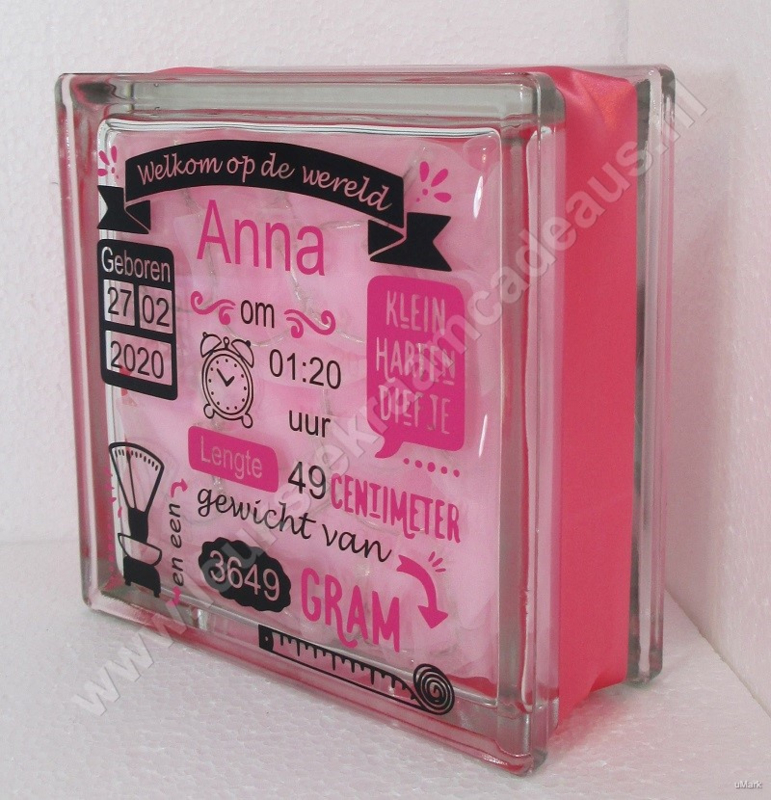 Welkom op de wereld
Anna
Geboren
27 02
2020
om
01:20
uur
KLEIN
HARTEN
DIEFJE
Lengte
49 CENTIMETER
en een
gewicht van
3649
GRAM
uMark